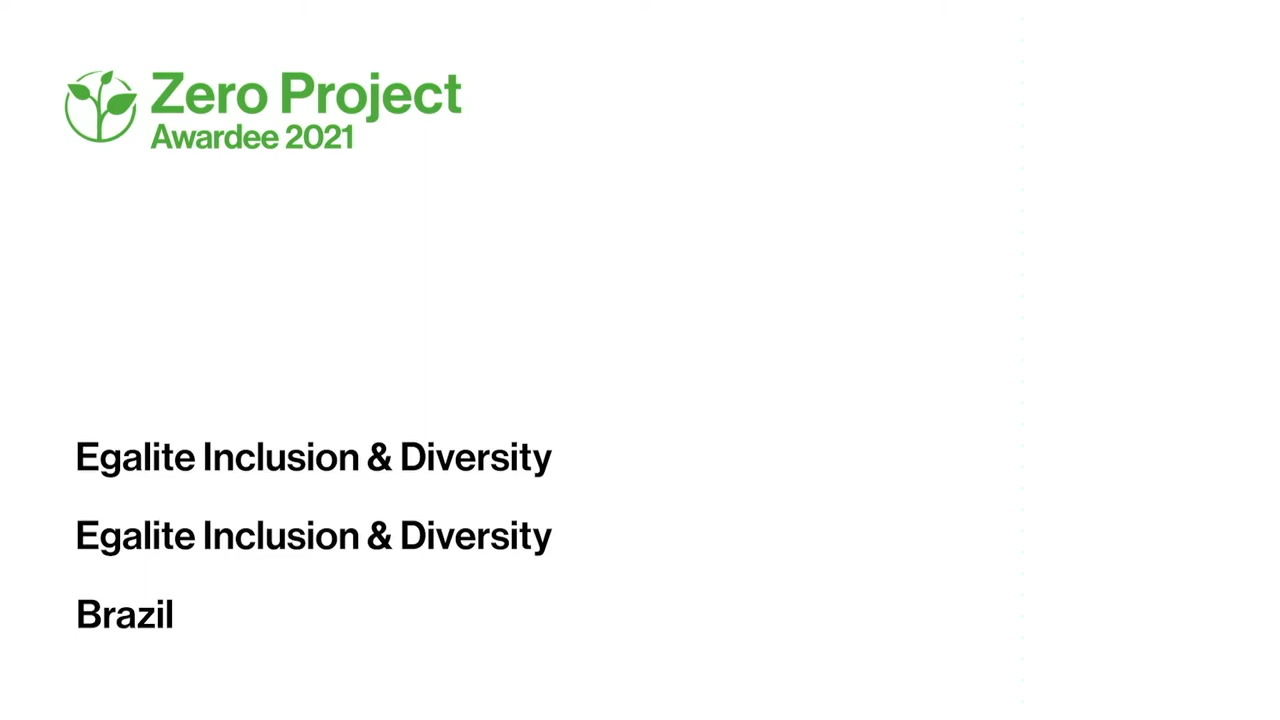 Zero Project
Awardee 2021
Egalite Inclusion & Diversity
Egalite Inclusion & Diversity
Brazil